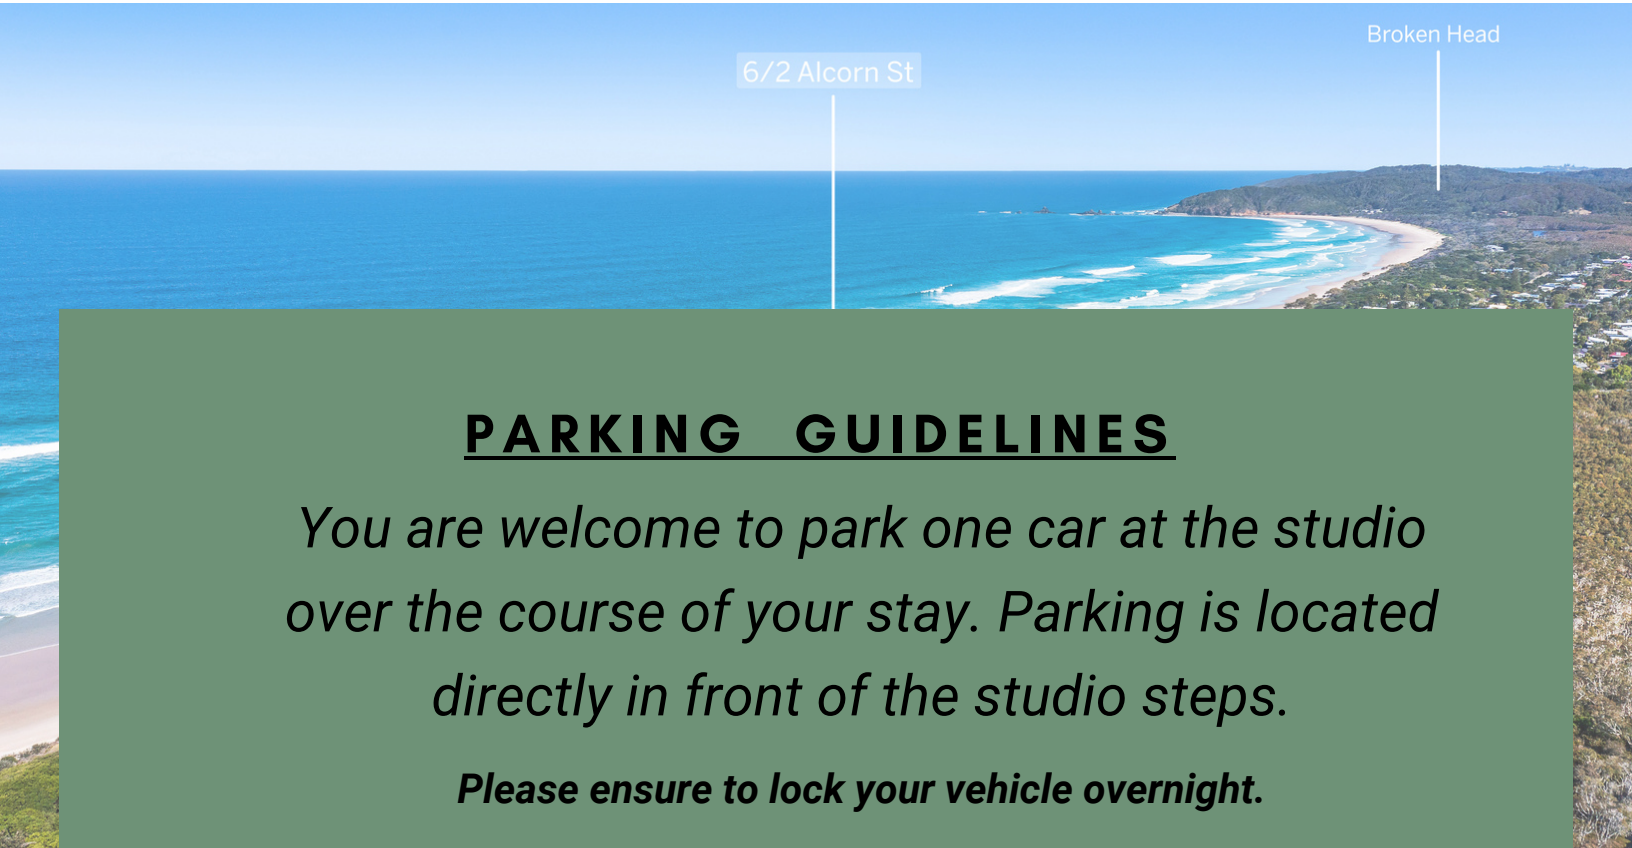 Broken Head
6/2 Alcorn St
PARKING GUIDELINES
You are welcome to park one car at the studio
over the course of your stay. Parking is located
directly in front of the studio steps.
Please ensure to lock your vehicle overnight.